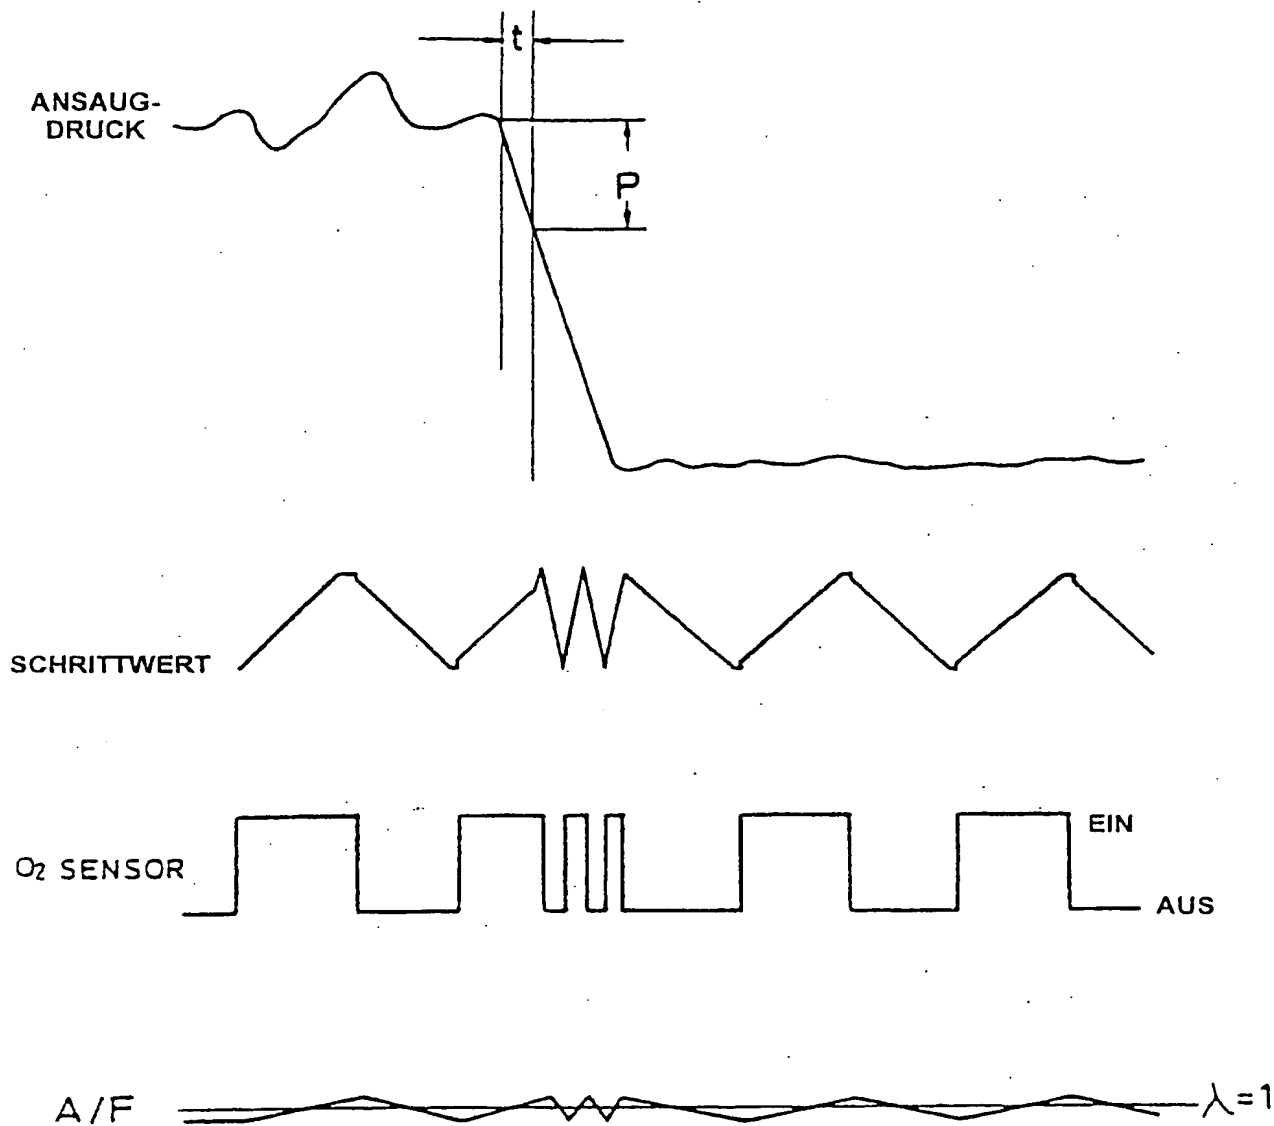 t
ANSAUG-
DRUCK
P
SCHRITTWERT
EIN
O2 SENSOR
AUS
A/F
λ=1